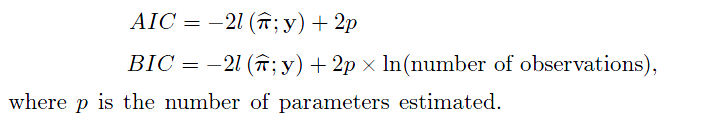 AIC = −2l (π̂; y) + 2p
BIC = −2l (π̂; y) + 2p × ln(number of observations),
where p is the number of parameters estimated.